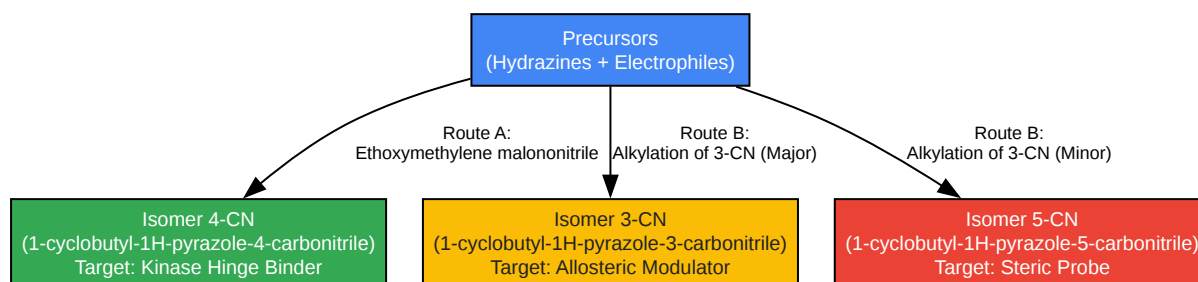 Precursors
(Hydrazines + Electrophiles)
Route A:
Ethoxymethylene malononitrile
Route B:
Alkylation of 3-CN (Major)
Route B:
Alkylation of 3-CN (Minor)
Isomer 4-CN
(1-cyclobutyl-1H-pyrazole-4-carbonitrile)
Target: Kinase Hinge Binder
Isomer 3-CN
(1-cyclobutyl-1H-pyrazole-3-carbonitrile)
Target: Allosteric Modulator
Isomer 5-CN
(1-cyclobutyl-1H-pyrazole-5-carbonitrile)
Target: Steric Probe